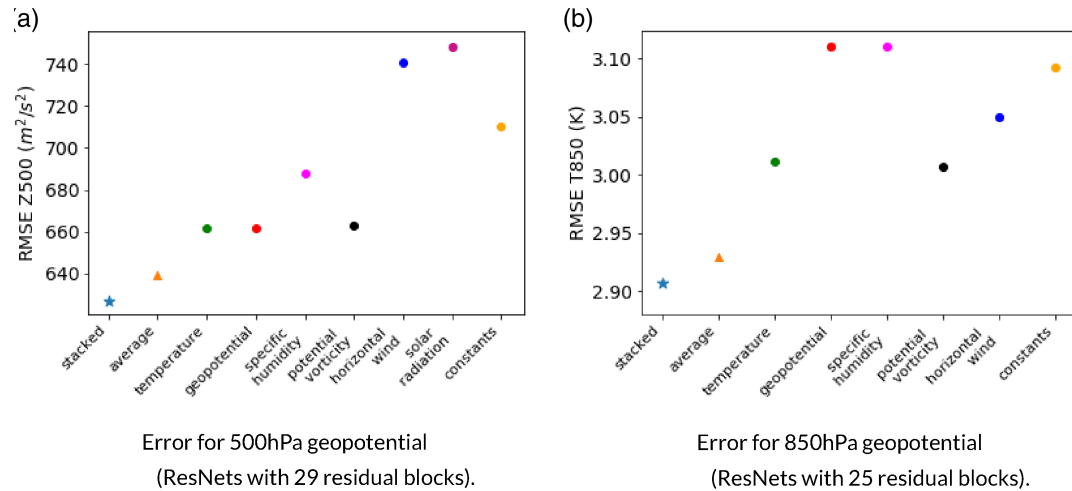 (a)
RMSE Z500 (m²/s²)
740
720
700
680
660
640
stacked
average
temperature
geopotential
specific
humidity
potential
vorticity
horizontal
wind
solar
radiation
constants
Error for 500hPa geopotential
(ResNets with 29 residual blocks).
(b)
RMSE T850 (K)
3.10
3.05
3.00
2.95
2.90
stacked
average
temperature
geopotential
specific
humidity
potential
vorticity
horizontal
wind
constants
Error for 850hPa geopotential
(ResNets with 25 residual blocks).